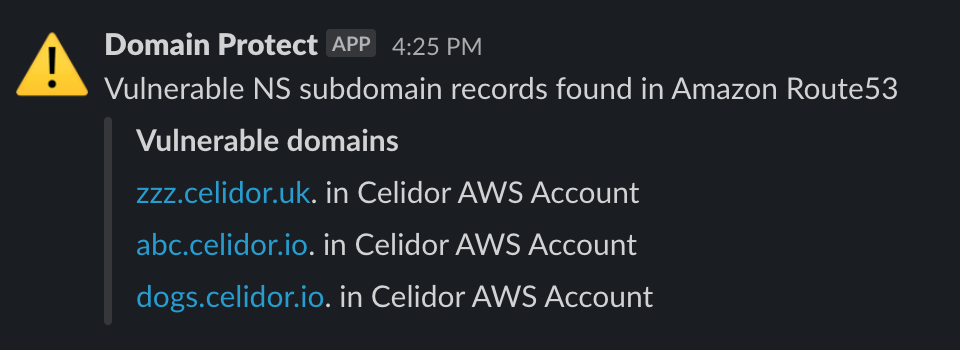 Domain Protect APP 4:25 PM
Vulnerable NS subdomain records found in Amazon Route53
Vulnerable domains
zzz.celidor.uk. in Celidor AWS Account
abc.celidor.io. in Celidor AWS Account
dogs.celidor.io. in Celidor AWS Account